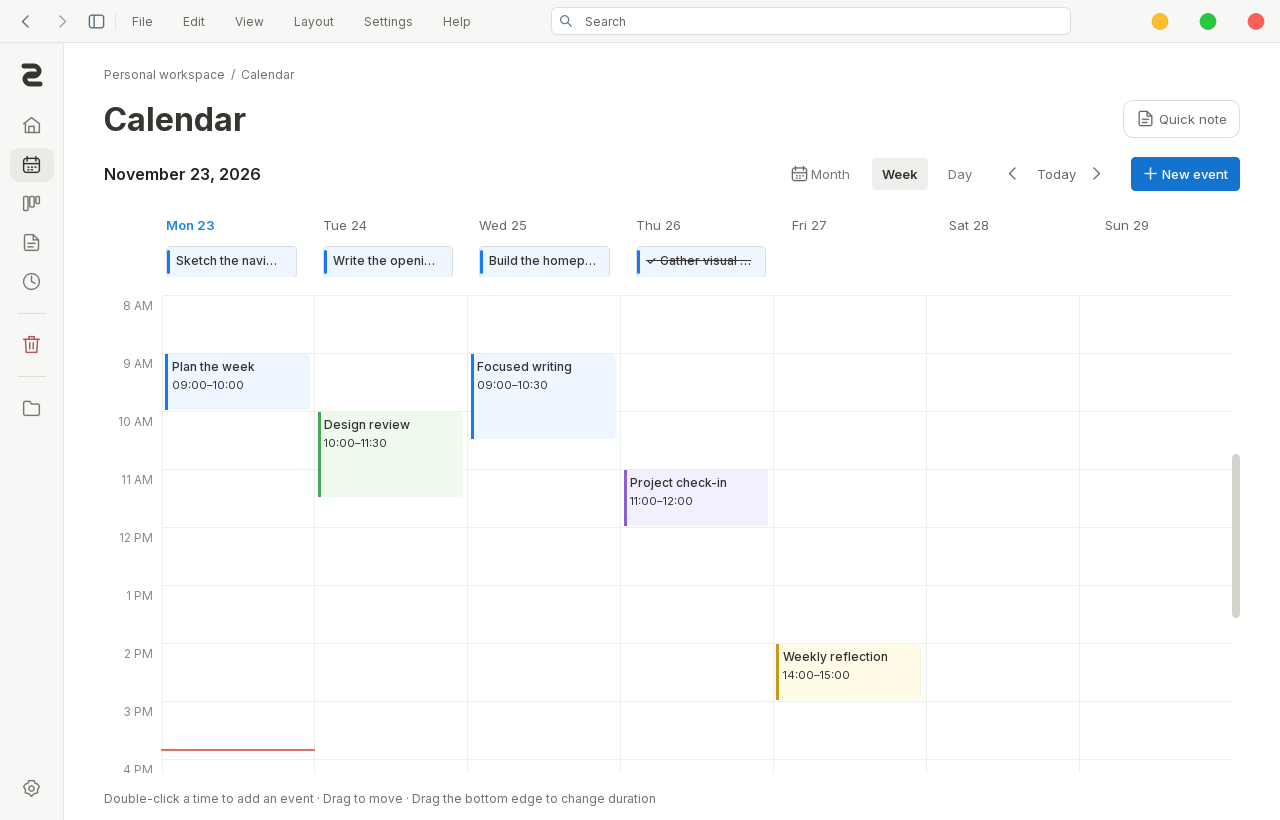 File Edit View Layout Settings Help Search
Personal workspace / Calendar
Calendar
Quick note
November 23, 2026
Month Week Day Today New event
Mon 23 Tue 24 Wed 25 Thu 26 Fri 27 Sat 28 Sun 29
Sketch the navi… Write the openi… Build the homep… ✓ Gather visual …
8 AM
9 AM
Plan the week
09:00–10:00
Focused writing
09:00–10:30
10 AM
Design review
10:00–11:30
11 AM
Project check-in
11:00–12:00
12 PM
1 PM
2 PM
Weekly reflection
14:00–15:00
3 PM
4 PM
Double-click a time to add an event · Drag to move · Drag the bottom edge to change duration